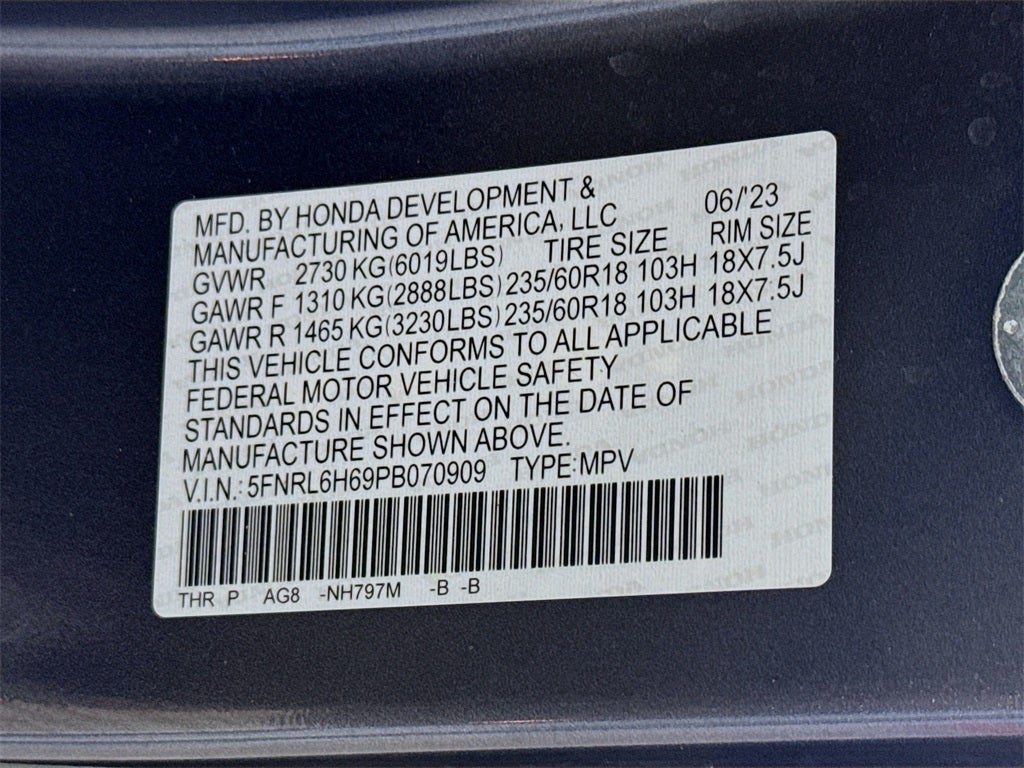 MFD. BY HONDA DEVELOPMENT & 06/'23
MANUFACTURING OF AMERICA, LLC
GVWR 2730 KG(6019LBS) TIRE SIZE RIM SIZE
GAWR F 1310 KG(2888LBS) 235/60R18 103H 18X7.5J
GAWR R 1465 KG(3230LBS) 235/60R18 103H 18X7.5J
THIS VEHICLE CONFORMS TO ALL APPLICABLE
FEDERAL MOTOR VEHICLE SAFETY
STANDARDS IN EFFECT ON THE DATE OF
MANUFACTURE SHOWN ABOVE.
V.I.N.: 5FNRL6H69PB070909 TYPE:MPV
THR P AG8 -NH797M -B -B